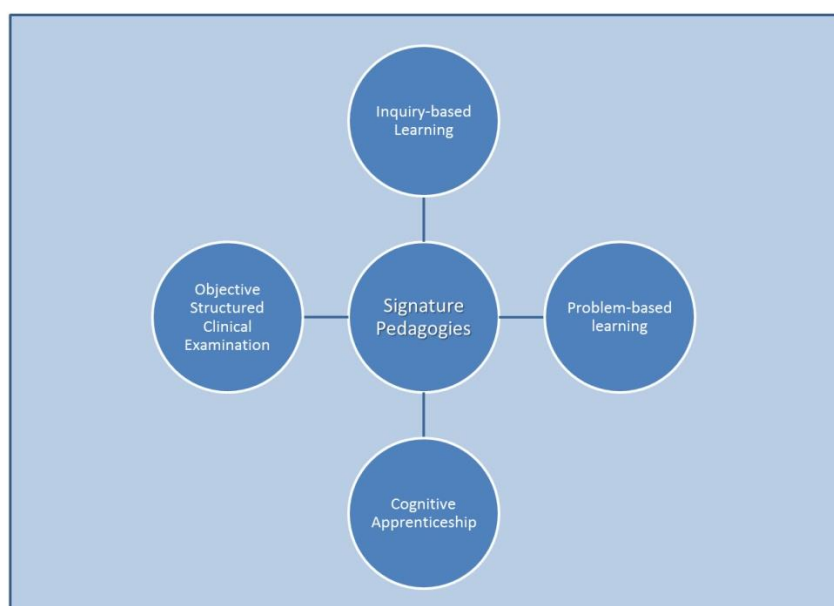 Inquiry-based
Learning
Objective
Structured
Clinical
Examination
Signature
Pedagogies
Problem-based
learning
Cognitive
Apprenticeship